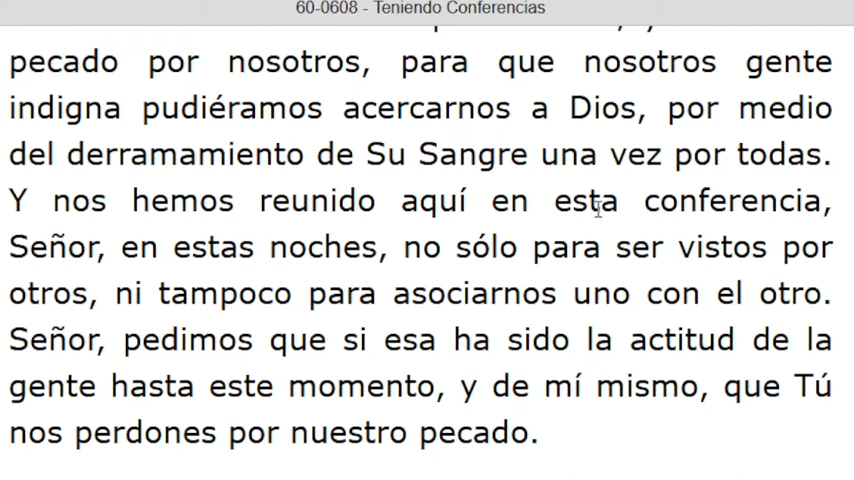 60-0608 - Teniendo Conferencias
pecado por nosotros, para que nosotros gente
indigna pudiéramos acercarnos a Dios, por medio
del derramamiento de Su Sangre una vez por todas.
Y nos hemos reunido aquí en esta conferencia,
Señor, en estas noches, no sólo para ser vistos por
otros, ni tampoco para asociarnos uno con el otro.
Señor, pedimos que si esa ha sido la actitud de la
gente hasta este momento, y de mí mismo, que Tú
nos perdones por nuestro pecado.